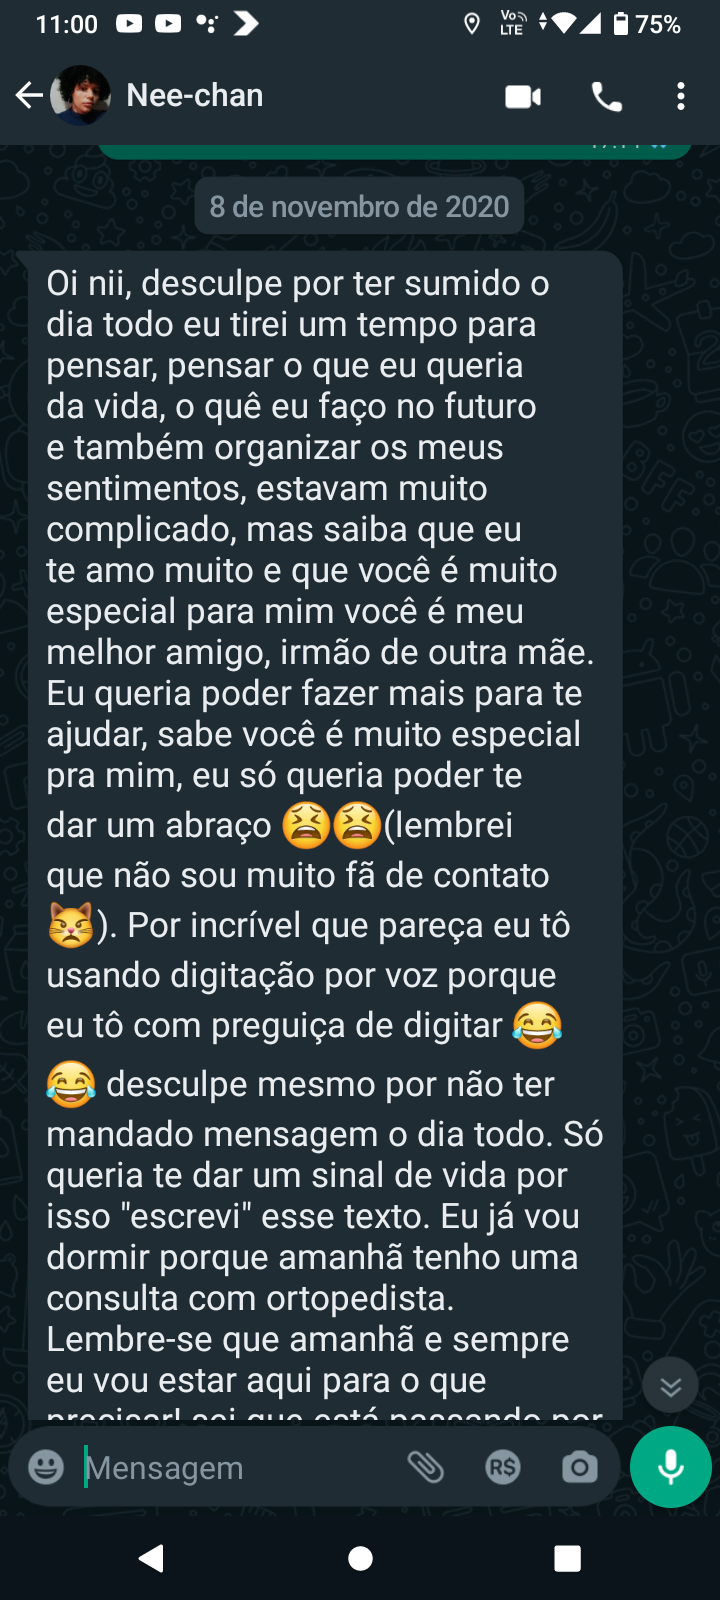 11:00
Vo
LTE
75%
Nee-chan
8 de novembro de 2020
Oi nii, desculpe por ter sumido o
dia todo eu tirei um tempo para
pensar, pensar o que eu queria
da vida, o quê eu faço no futuro
e também organizar os meus
sentimentos, estavam muito
complicado, mas saiba que eu
te amo muito e que você é muito
especial para mim você é meu
melhor amigo, irmão de outra mãe.
Eu queria poder fazer mais para te
ajudar, sabe você é muito especial
pra mim, eu só queria poder te
dar um abraço 😫😫(lembrei
que não sou muito fã de contato
😾). Por incrível que pareça eu tô
usando digitação por voz porque
eu tô com preguiça de digitar 😂
😂 desculpe mesmo por não ter
mandado mensagem o dia todo. Só
queria te dar um sinal de vida por
isso "escrevi" esse texto. Eu já vou
dormir porque amanhã tenho uma
consulta com ortopedista.
Lembre-se que amanhã e sempre
eu vou estar aqui para o que
precisar! sei que está passando por
Mensagem
R$